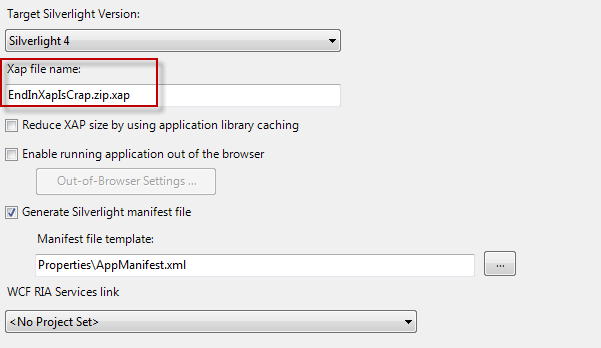 Target Silverlight Version:
Silverlight 4
Xap file name:
EndInXapIsCrap.zip.xap
Reduce XAP size by using application library caching
Enable running application out of the browser
Out-of-Browser Settings ...
Generate Silverlight manifest file
Manifest file template:
Properties\AppManifest.xml
...
WCF RIA Services link
<No Project Set>